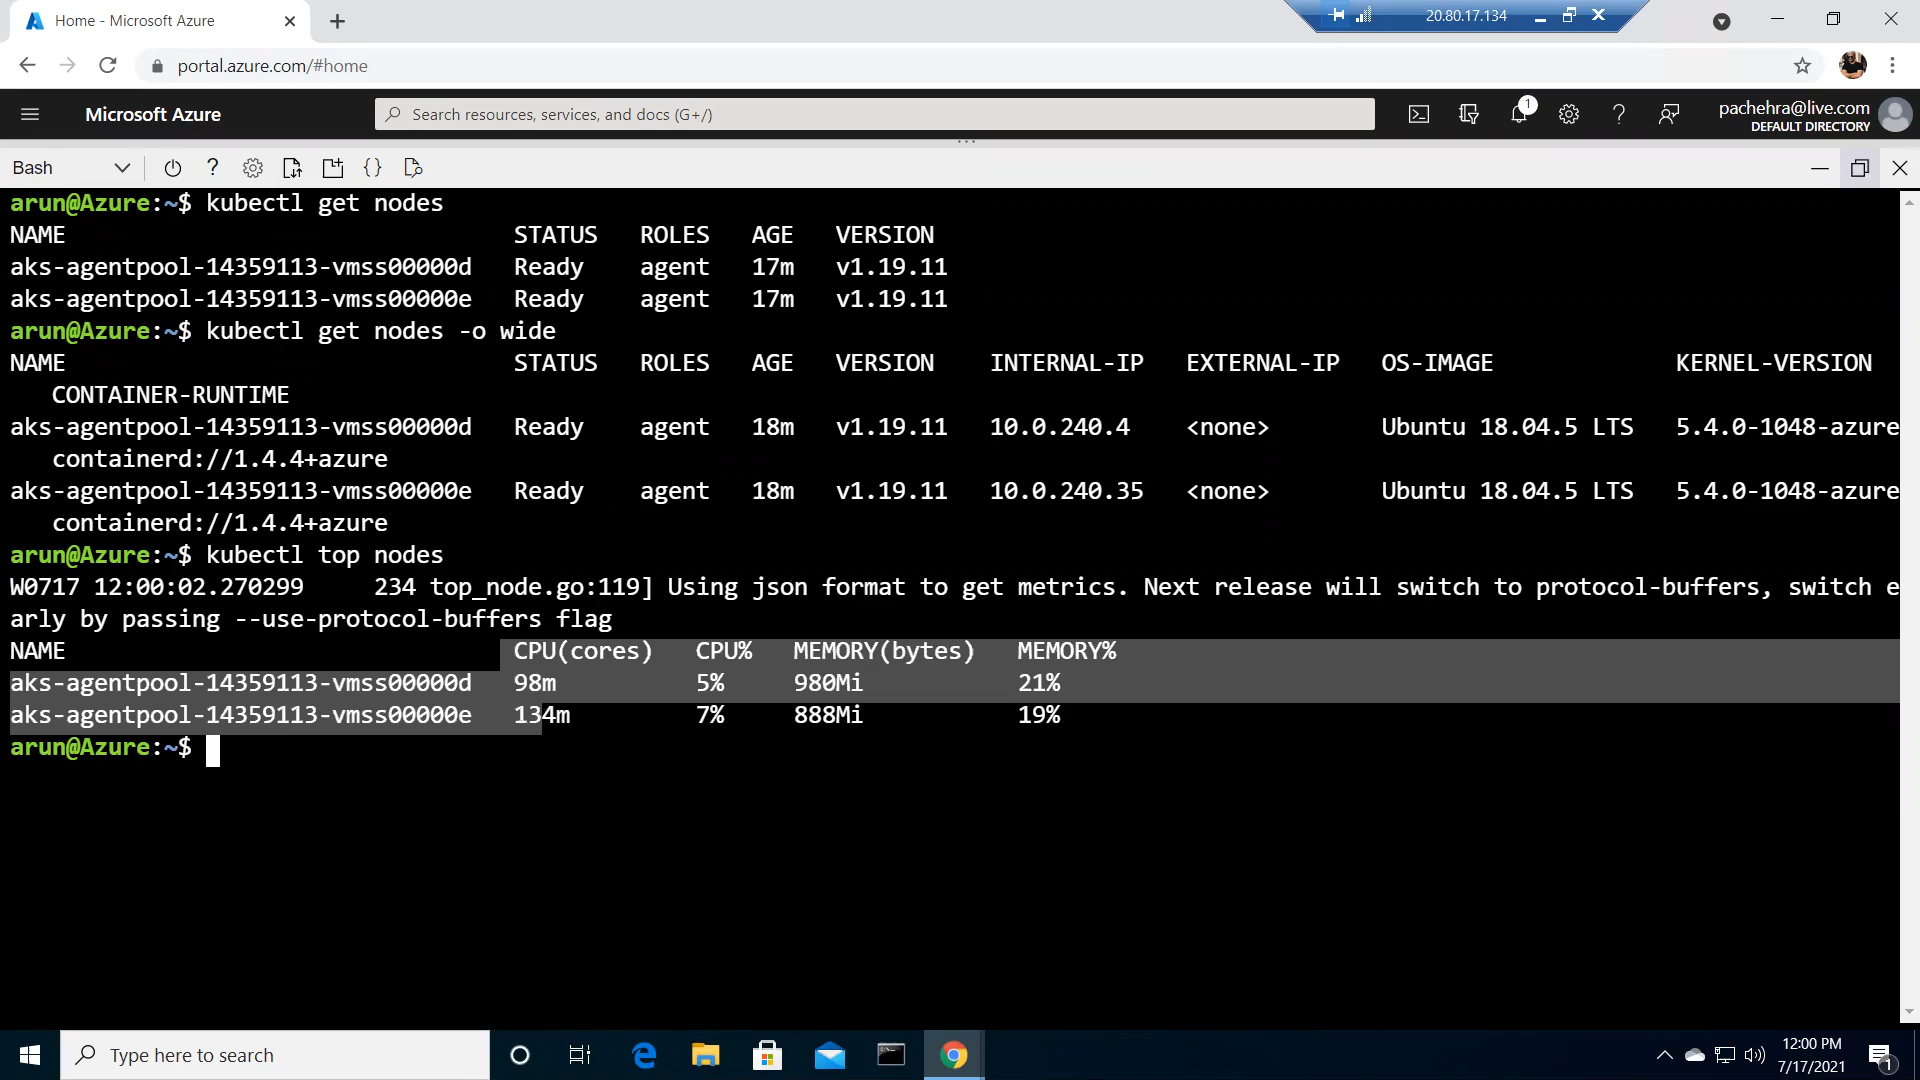 Home - Microsoft Azure
20.80.17.134
portal.azure.com/#home
Microsoft Azure
Search resources, services, and docs (G+/)
1
pachehra@live.com
DEFAULT DIRECTORY
Bash
arun@Azure:~$ kubectl get nodes
NAME STATUS ROLES AGE VERSION
aks-agentpool-14359113-vmss00000d Ready agent 17m v1.19.11
aks-agentpool-14359113-vmss00000e Ready agent 17m v1.19.11
arun@Azure:~$ kubectl get nodes -o wide
NAME STATUS ROLES AGE VERSION INTERNAL-IP EXTERNAL-IP OS-IMAGE KERNEL-VERSION
CONTAINER-RUNTIME
aks-agentpool-14359113-vmss00000d Ready agent 18m v1.19.11 10.0.240.4 <none> Ubuntu 18.04.5 LTS 5.4.0-1048-azure
containerd://1.4.4+azure
aks-agentpool-14359113-vmss00000e Ready agent 18m v1.19.11 10.0.240.35 <none> Ubuntu 18.04.5 LTS 5.4.0-1048-azure
containerd://1.4.4+azure
arun@Azure:~$ kubectl top nodes
W0717 12:00:02.270299 234 top_node.go:119] Using json format to get metrics. Next release will switch to protocol-buffers, switch e
arly by passing --use-protocol-buffers flag
NAME CPU(cores) CPU% MEMORY(bytes) MEMORY%
aks-agentpool-14359113-vmss00000d 98m 5% 980Mi 21%
aks-agentpool-14359113-vmss00000e 134m 7% 888Mi 19%
arun@Azure:~$
Type here to search
12:00 PM
7/17/2021
1